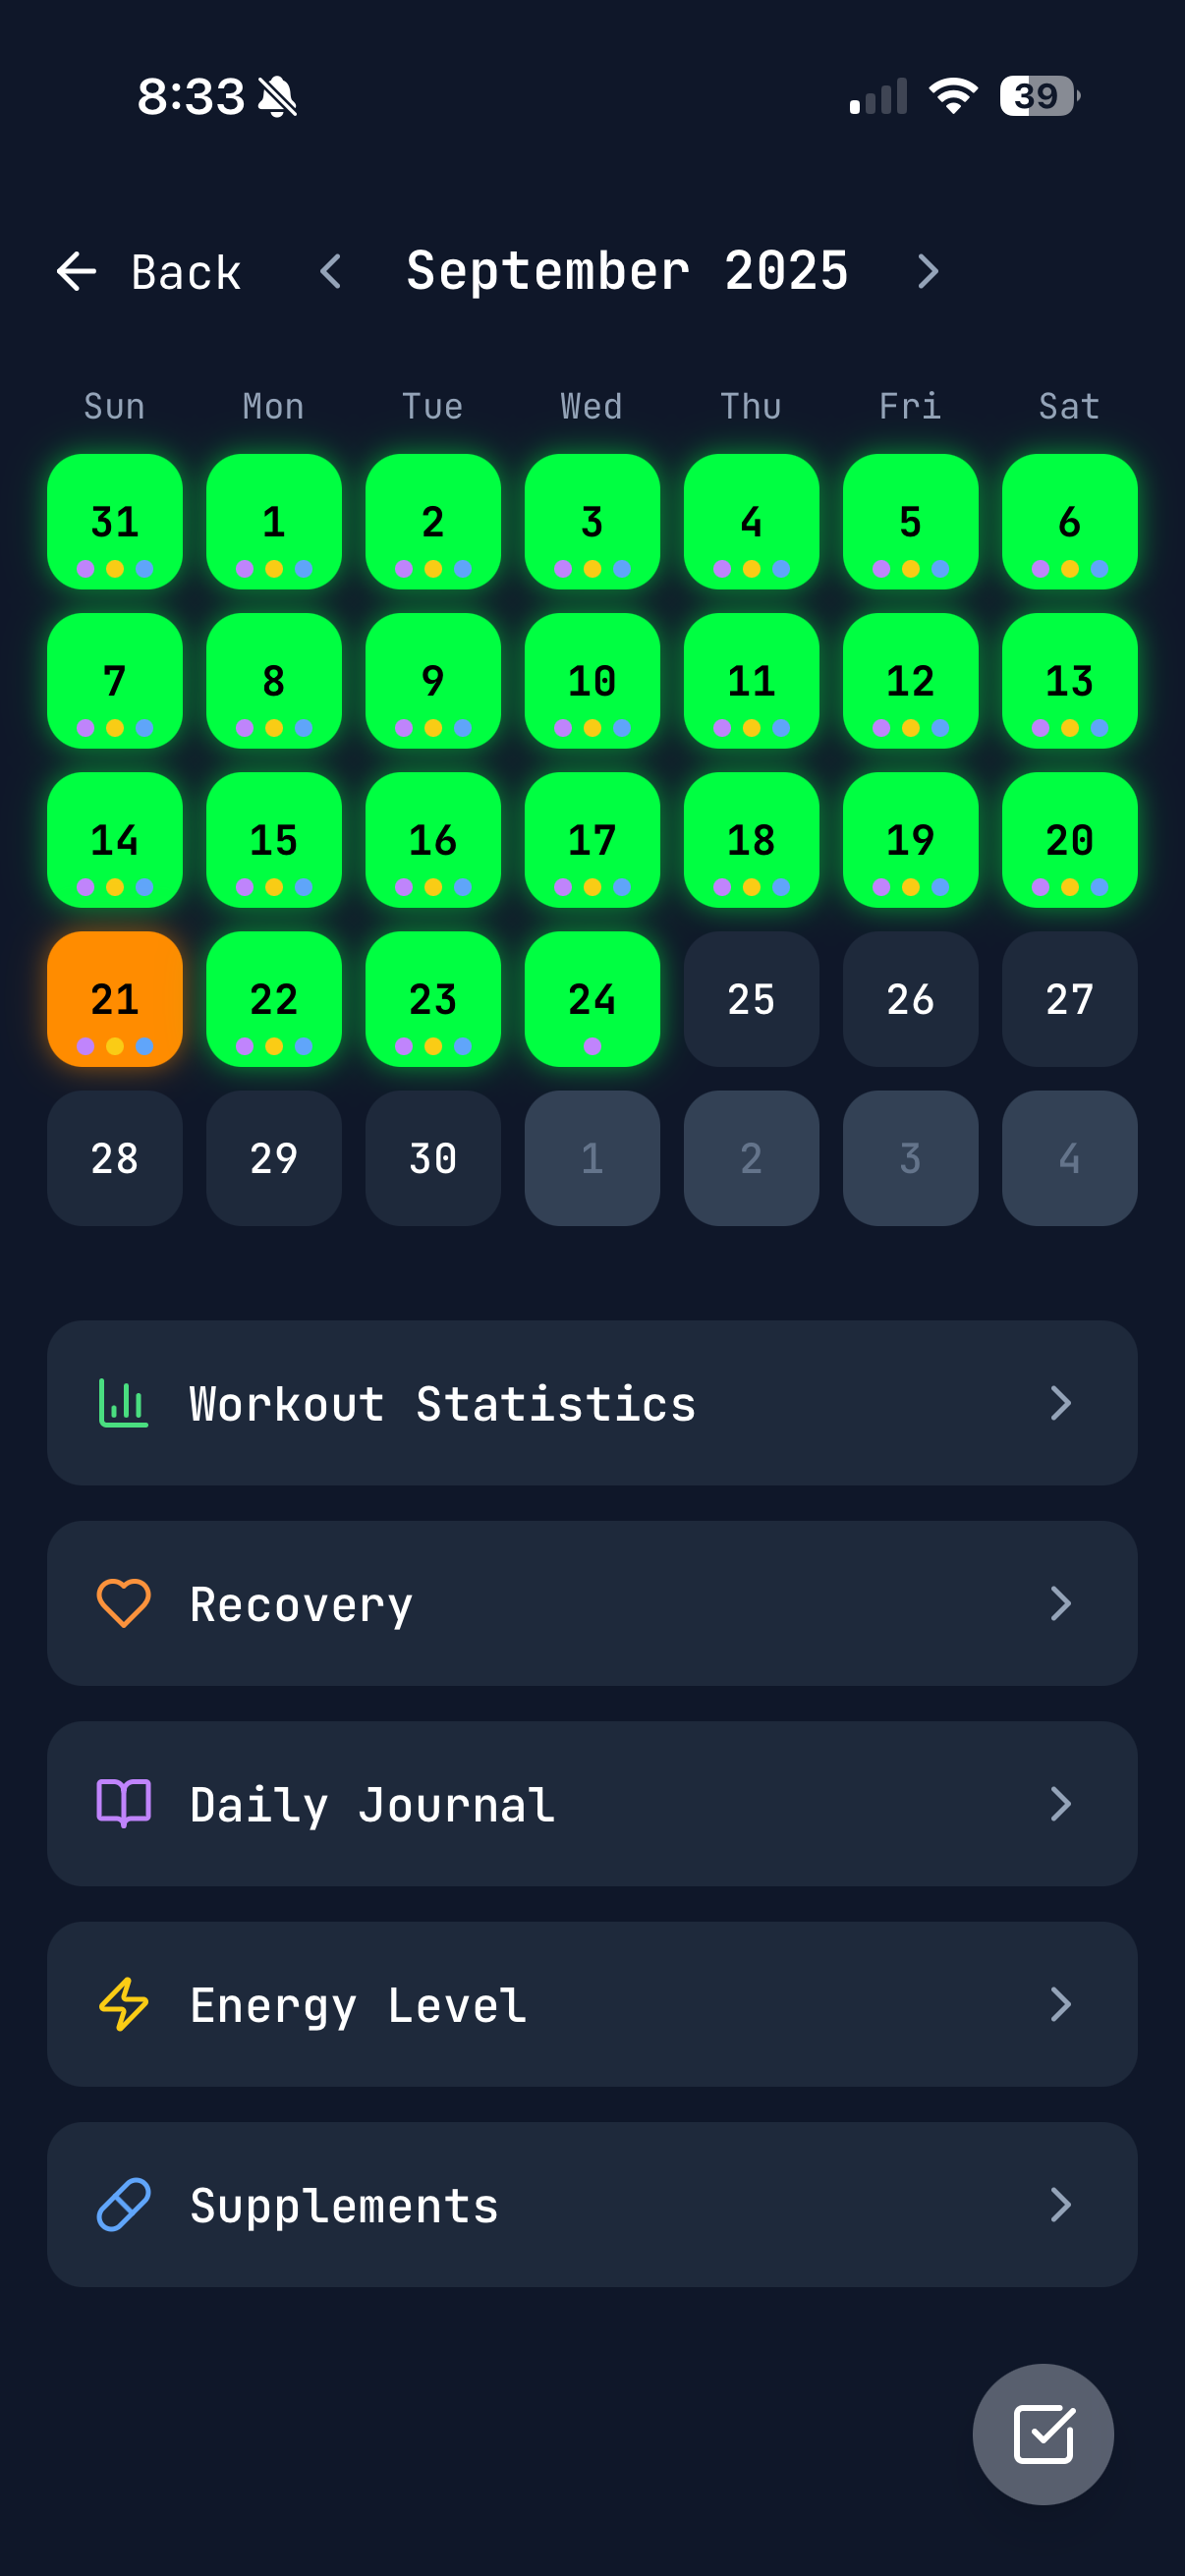 8:33 39
Back September 2025
Sun Mon Tue Wed Thu Fri Sat
31 1 2 3 4 5 6
7 8 9 10 11 12 13
14 15 16 17 18 19 20
21 22 23 24 25 26 27
28 29 30 1 2 3 4
Workout Statistics
Recovery
Daily Journal
Energy Level
Supplements